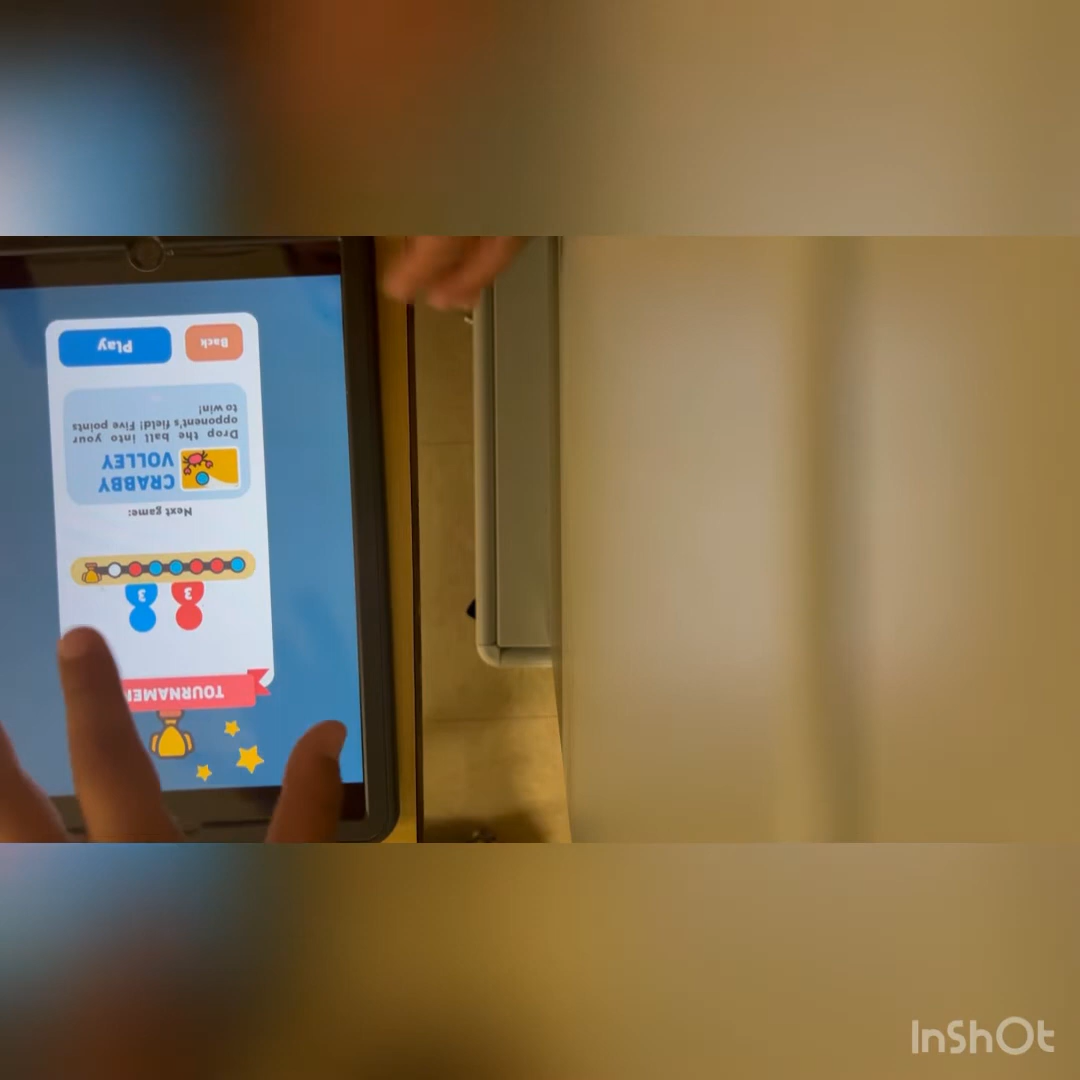 TOURNAMEN
3
3
Next game:
CRABBY
VOLLEY
Drop the ball into your
opponent's field! Five points
to win!
Back
Play
InShOt